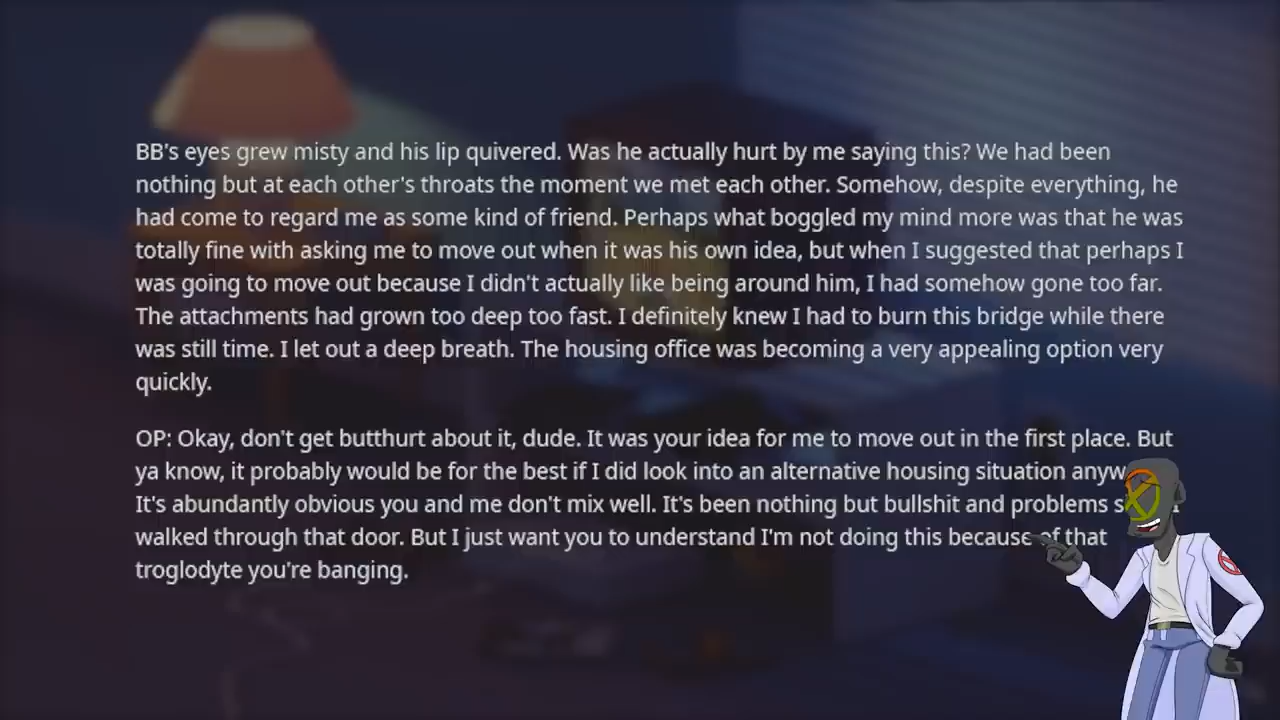 BB's eyes grew misty and his lip quivered. Was he actually hurt by me saying this? We had been
nothing but at each other's throats the moment we met each other. Somehow, despite everything, he
had come to regard me as some kind of friend. Perhaps what boggled my mind more was that he was
totally fine with asking me to move out when it was his own idea, but when I suggested that perhaps I
was going to move out because I didn't actually like being around him, I had somehow gone too far.
The attachments had grown too deep too fast. I definitely knew I had to burn this bridge while there
was still time. I let out a deep breath. The housing office was becoming a very appealing option very
quickly.
OP: Okay, don't get butthurt about it, dude. It was your idea for me to move out in the first place. But
ya know, it probably would be for the best if I did look into an alternative housing situation anyw
It's abundantly obvious you and me don't mix well. It's been nothing but bullshit and problems s
walked through that door. But I just want you to understand I'm not doing this because of that
troglodyte you're banging.